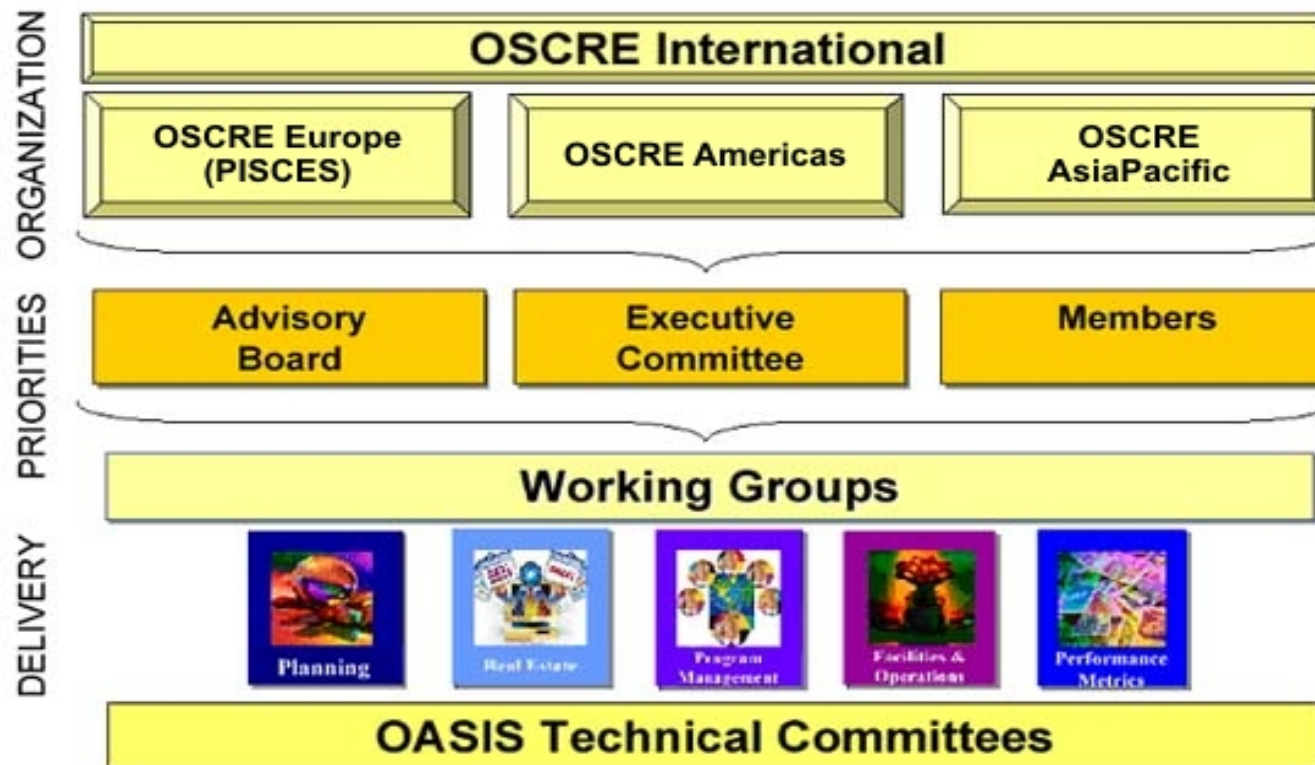 ORGANIZATION
OSCRE International
OSCRE Europe
(PISCES)
OSCRE Americas
OSCRE
AsiaPacific
PRIORITIES
Advisory
Board
Executive
Committee
Members
DELIVERY
Working Groups
Planning
Real Estate
Program
Management
Facilities &
Operations
Performance
Metrics
OASIS Technical Committees